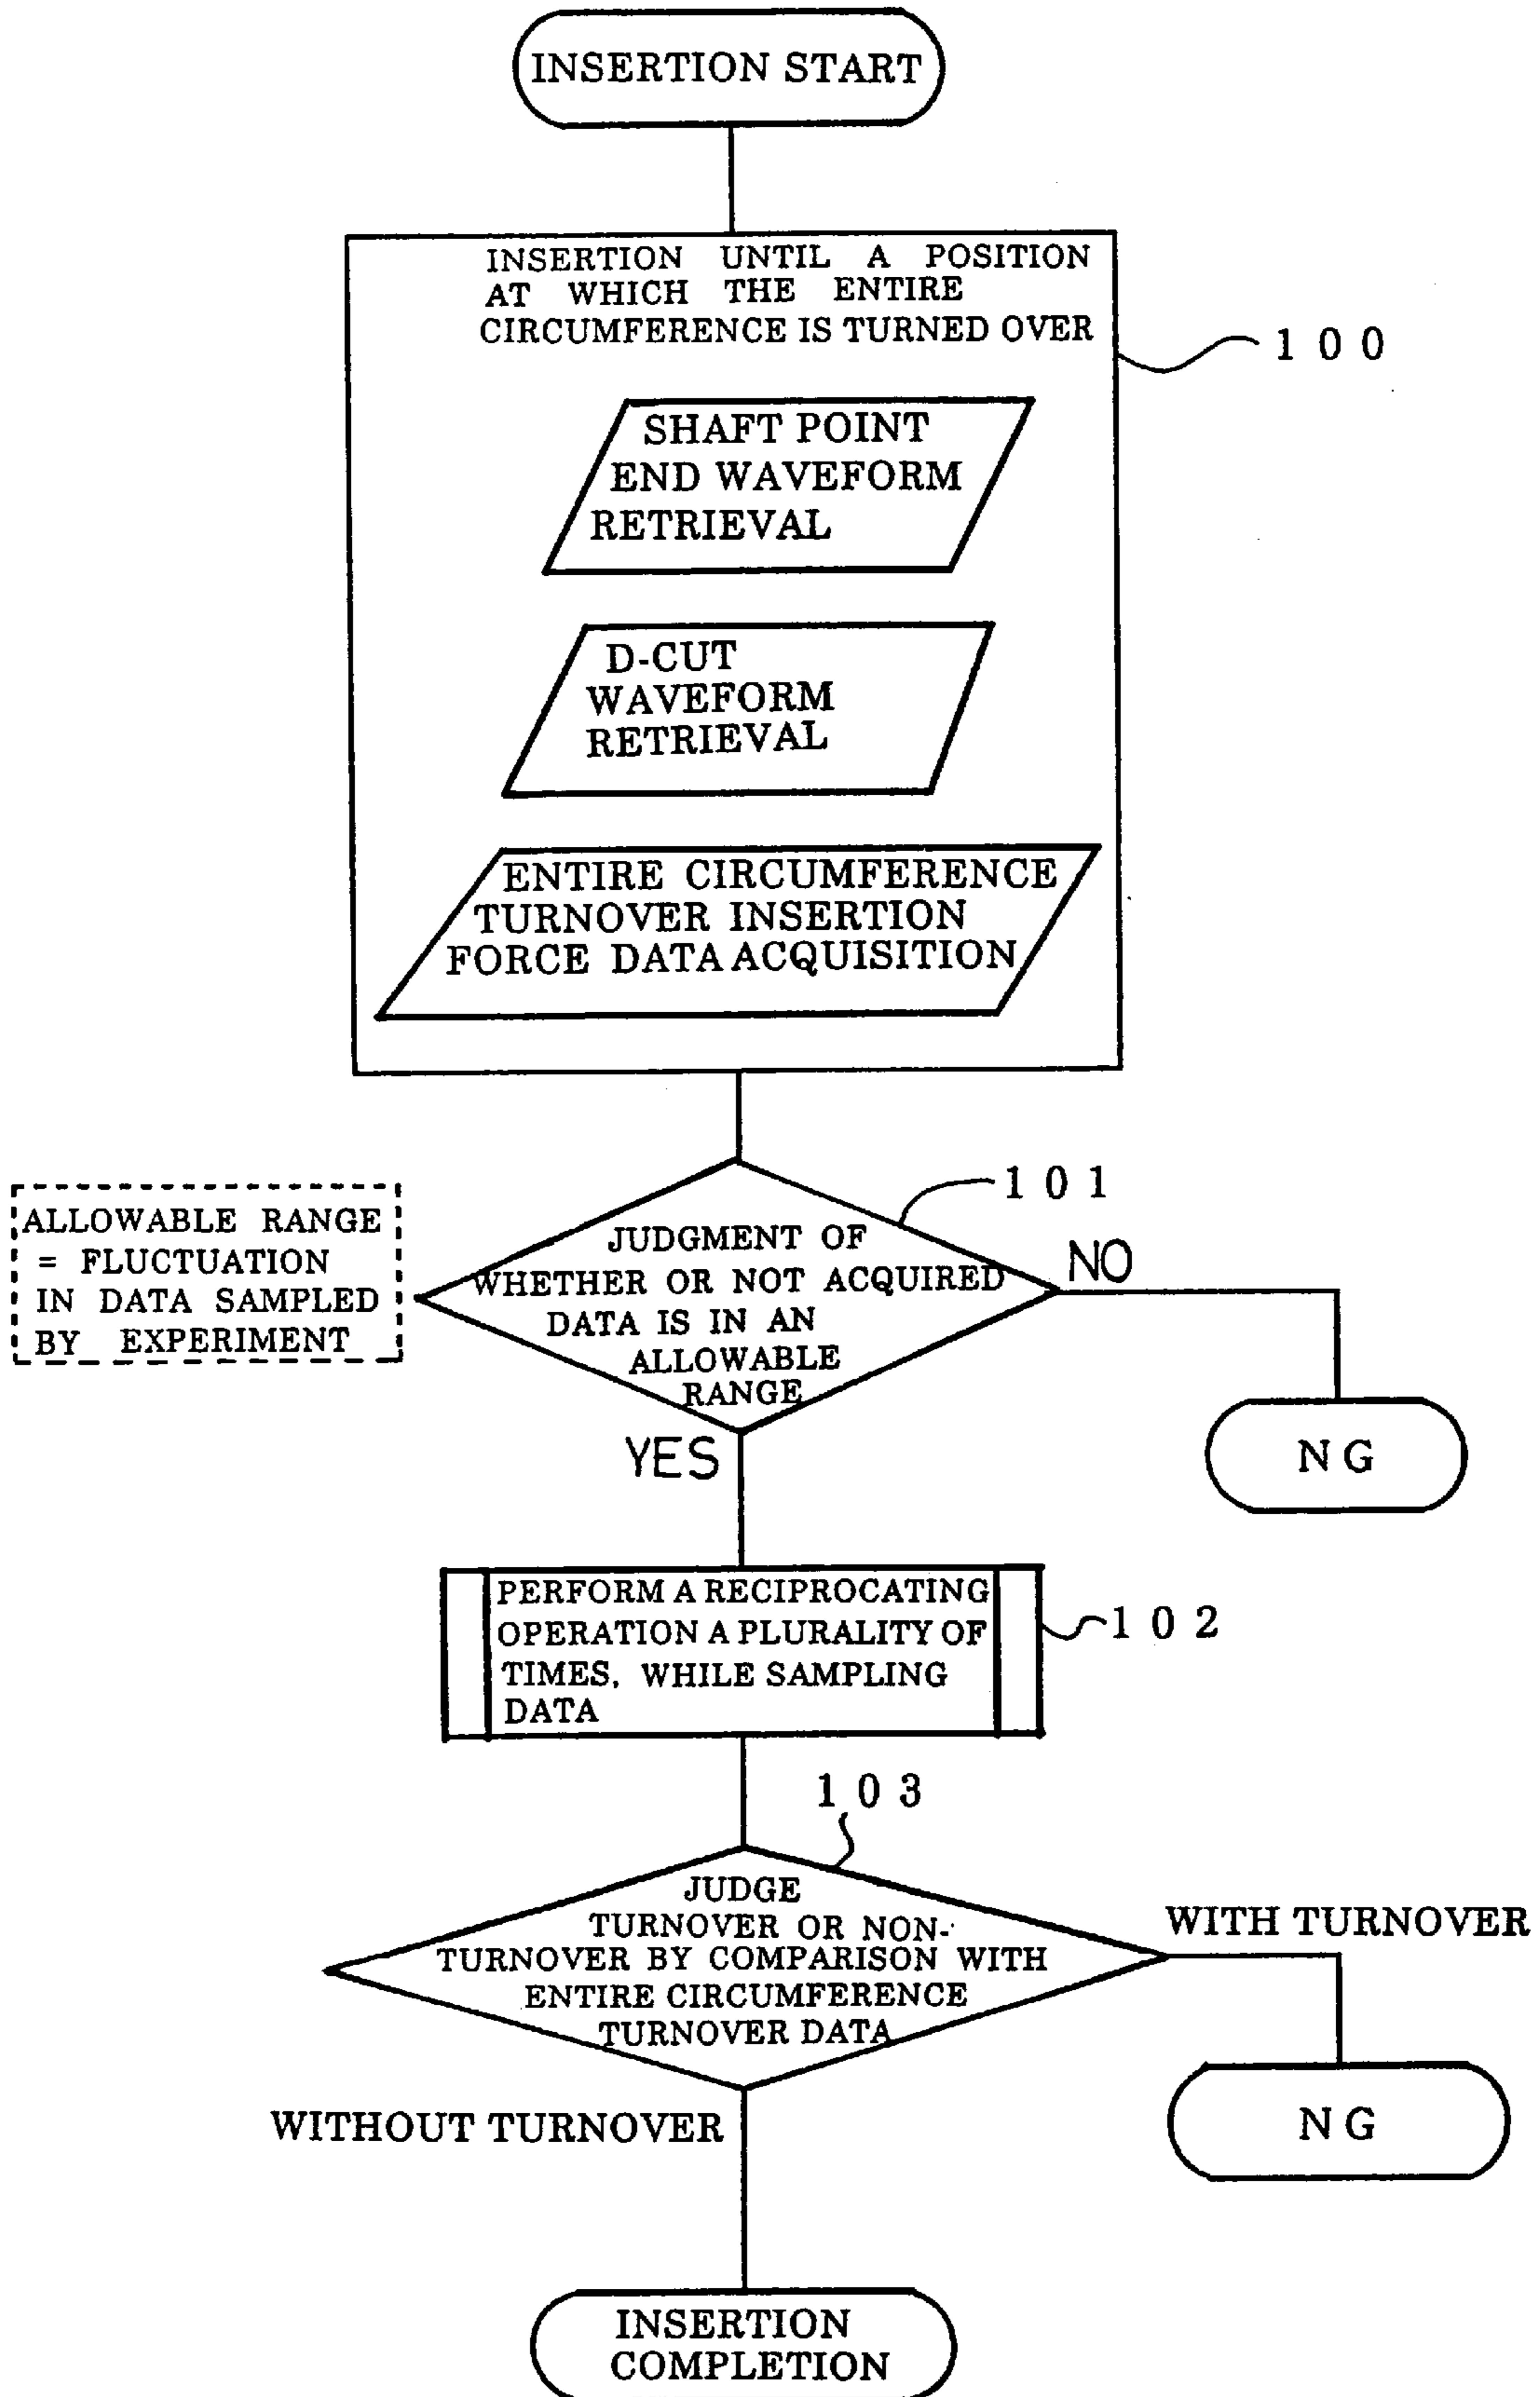 INSERTION START
INSERTION UNTIL A POSITION
AT WHICH THE ENTIRE
CIRCUMFERENCE IS TURNED OVER
100
SHAFT POINT
END WAVEFORM
RETRIEVAL
D-CUT
WAVEFORM
RETRIEVAL
ENTIRE CIRCUMFERENCE
TURNOVER INSERTION
FORCE DATA ACQUISITION
101
ALLOWABLE RANGE
= FLUCTUATION
IN DATA SAMPLED
BY EXPERIMENT
JUDGMENT OF
WHETHER OR NOT ACQUIRED
DATA IS IN AN
ALLOWABLE
RANGE
NO
NG
YES
PERFORM A RECIPROCATING
OPERATION A PLURALITY OF
TIMES, WHILE SAMPLING
DATA
102
103
JUDGE
TURNOVER OR NON-
TURNOVER BY COMPARISON WITH
ENTIRE CIRCUMFERENCE
TURNOVER DATA
WITH TURNOVER
NG
WITHOUT TURNOVER
INSERTION
COMPLETION